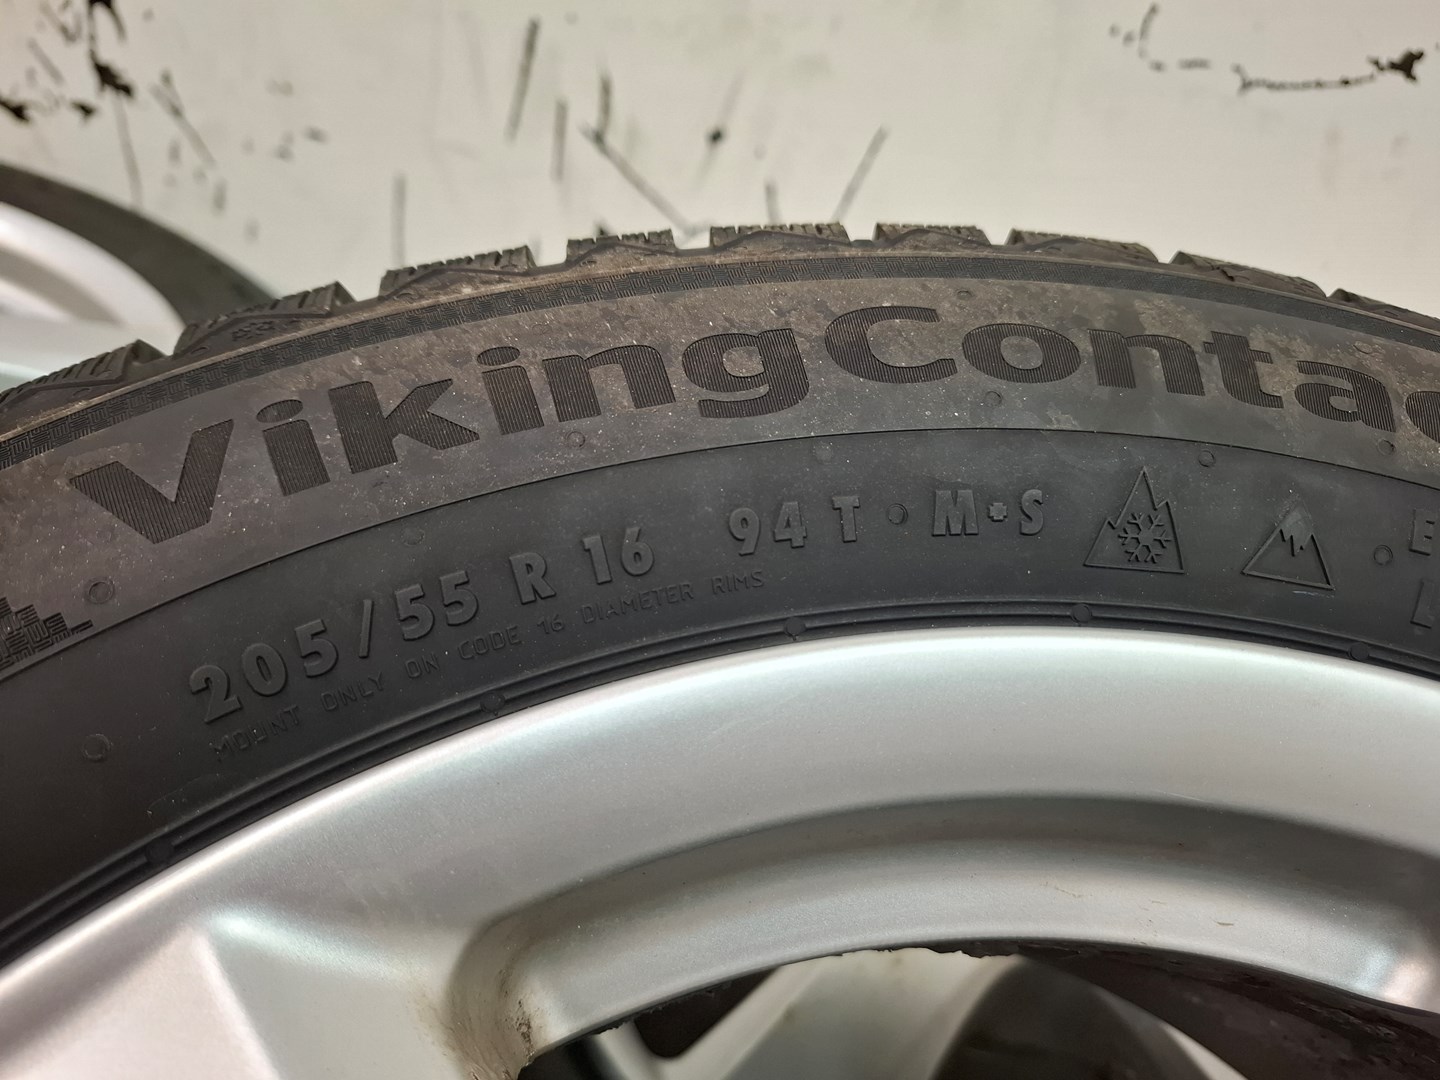 VikingContac
205/55 R 16 94 T · M+S
MOUNT ONLY ON CODE 16 DIAMETER RIMS